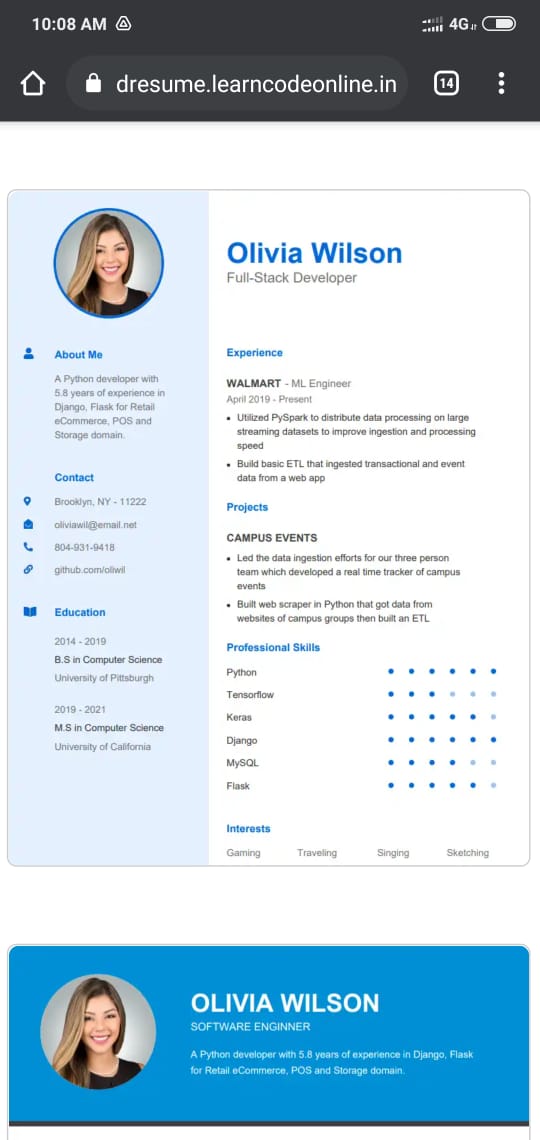 10:08 AM
4G
dresume.learncodeonline.in
14
Olivia Wilson
Full-Stack Developer
About Me
A Python developer with
5.8 years of experience in
Django, Flask for Retail
eCommerce, POS and
Storage domain.
Contact
Brooklyn, NY - 11222
oliviawil@email.net
804-931-9418
github.com/oliwil
Education
2014 - 2019
B.S in Computer Science
University of Pittsburgh
2019 - 2021
M.S in Computer Science
University of California
Experience
WALMART - ML Engineer
April 2019 - Present
• Utilized PySpark to distribute data processing on large
streaming datasets to improve ingestion and processing
speed
• Build basic ETL that ingested transactional and event
data from a web app
Projects
CAMPUS EVENTS
• Led the data ingestion efforts for our three person
team which developed a real time tracker of campus
events
• Built web scraper in Python that got data from
websites of campus groups then built an ETL
Professional Skills
Python
Tensorflow
Keras
Django
MySQL
Flask
Interests
Gaming Traveling Singing Sketching
OLIVIA WILSON
SOFTWARE ENGINNER
A Python developer with 5.8 years of experience in Django, Flask
for Retail eCommerce, POS and Storage domain.